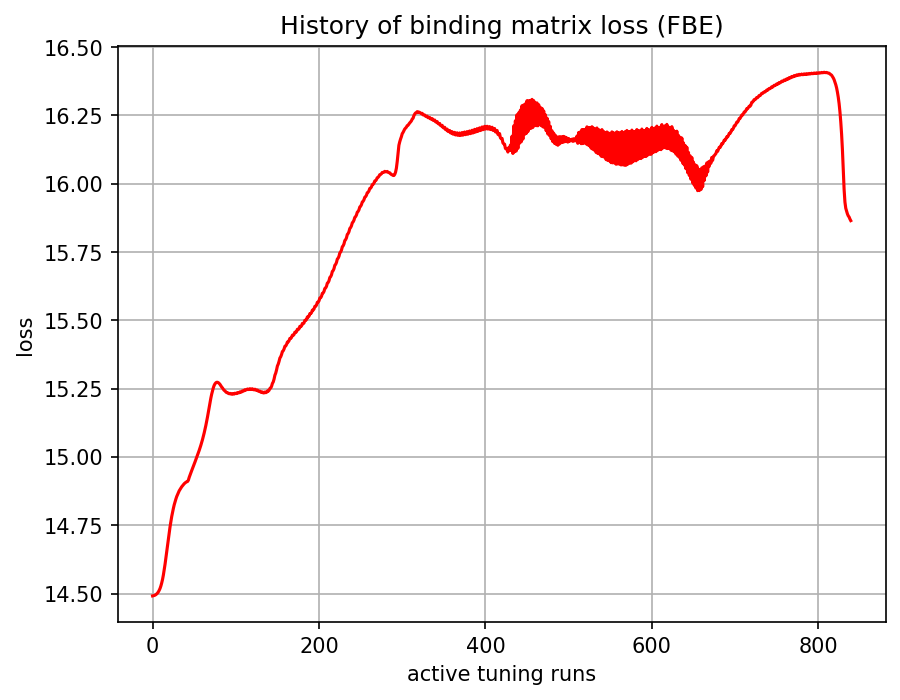 History of binding matrix loss (FBE)
16.50
16.25
16.00
15.75
15.50
15.25
15.00
14.75
14.50
loss
0 200 400 600 800
active tuning runs